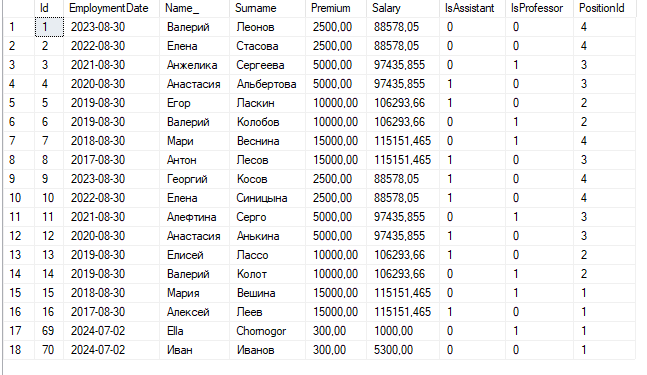 Id EmploymentDate Name_ Surname Premium Salary IsAssistant IsProfessor PositionId
1 1 2023-08-30 Валерий Леонов 2500,00 88578,05 0 0 4
2 2 2022-08-30 Елена Стасова 2500,00 88578,05 0 0 4
3 3 2021-08-30 Анжелика Сергеева 5000,00 97435,855 0 1 3
4 4 2020-08-30 Анастасия Альбертова 5000,00 97435,855 1 0 3
5 5 2019-08-30 Егор Ласкин 10000,00 106293,66 1 0 2
6 6 2019-08-30 Валерий Колобов 10000,00 106293,66 0 1 2
7 7 2018-08-30 Мари Веснина 15000,00 115151,465 0 1 4
8 8 2017-08-30 Антон Лесов 15000,00 115151,465 1 0 3
9 9 2023-08-30 Георгий Косов 2500,00 88578,05 1 0 4
10 10 2022-08-30 Елена Синицына 2500,00 88578,05 1 0 4
11 11 2021-08-30 Алефтина Серго 5000,00 97435,855 0 1 3
12 12 2020-08-30 Анастасия Анькина 5000,00 97435,855 1 0 3
13 13 2019-08-30 Елисей Лассо 10000,00 106293,66 1 0 2
14 14 2019-08-30 Валерий Колот 10000,00 106293,66 0 1 2
15 15 2018-08-30 Мария Вешина 15000,00 115151,465 0 1 1
16 16 2017-08-30 Алексей Леев 15000,00 115151,465 1 0 1
17 69 2024-07-02 Ella Chornogor 300,00 1000,00 0 1 1
18 70 2024-07-02 Иван Иванов 300,00 5300,00 0 0 1